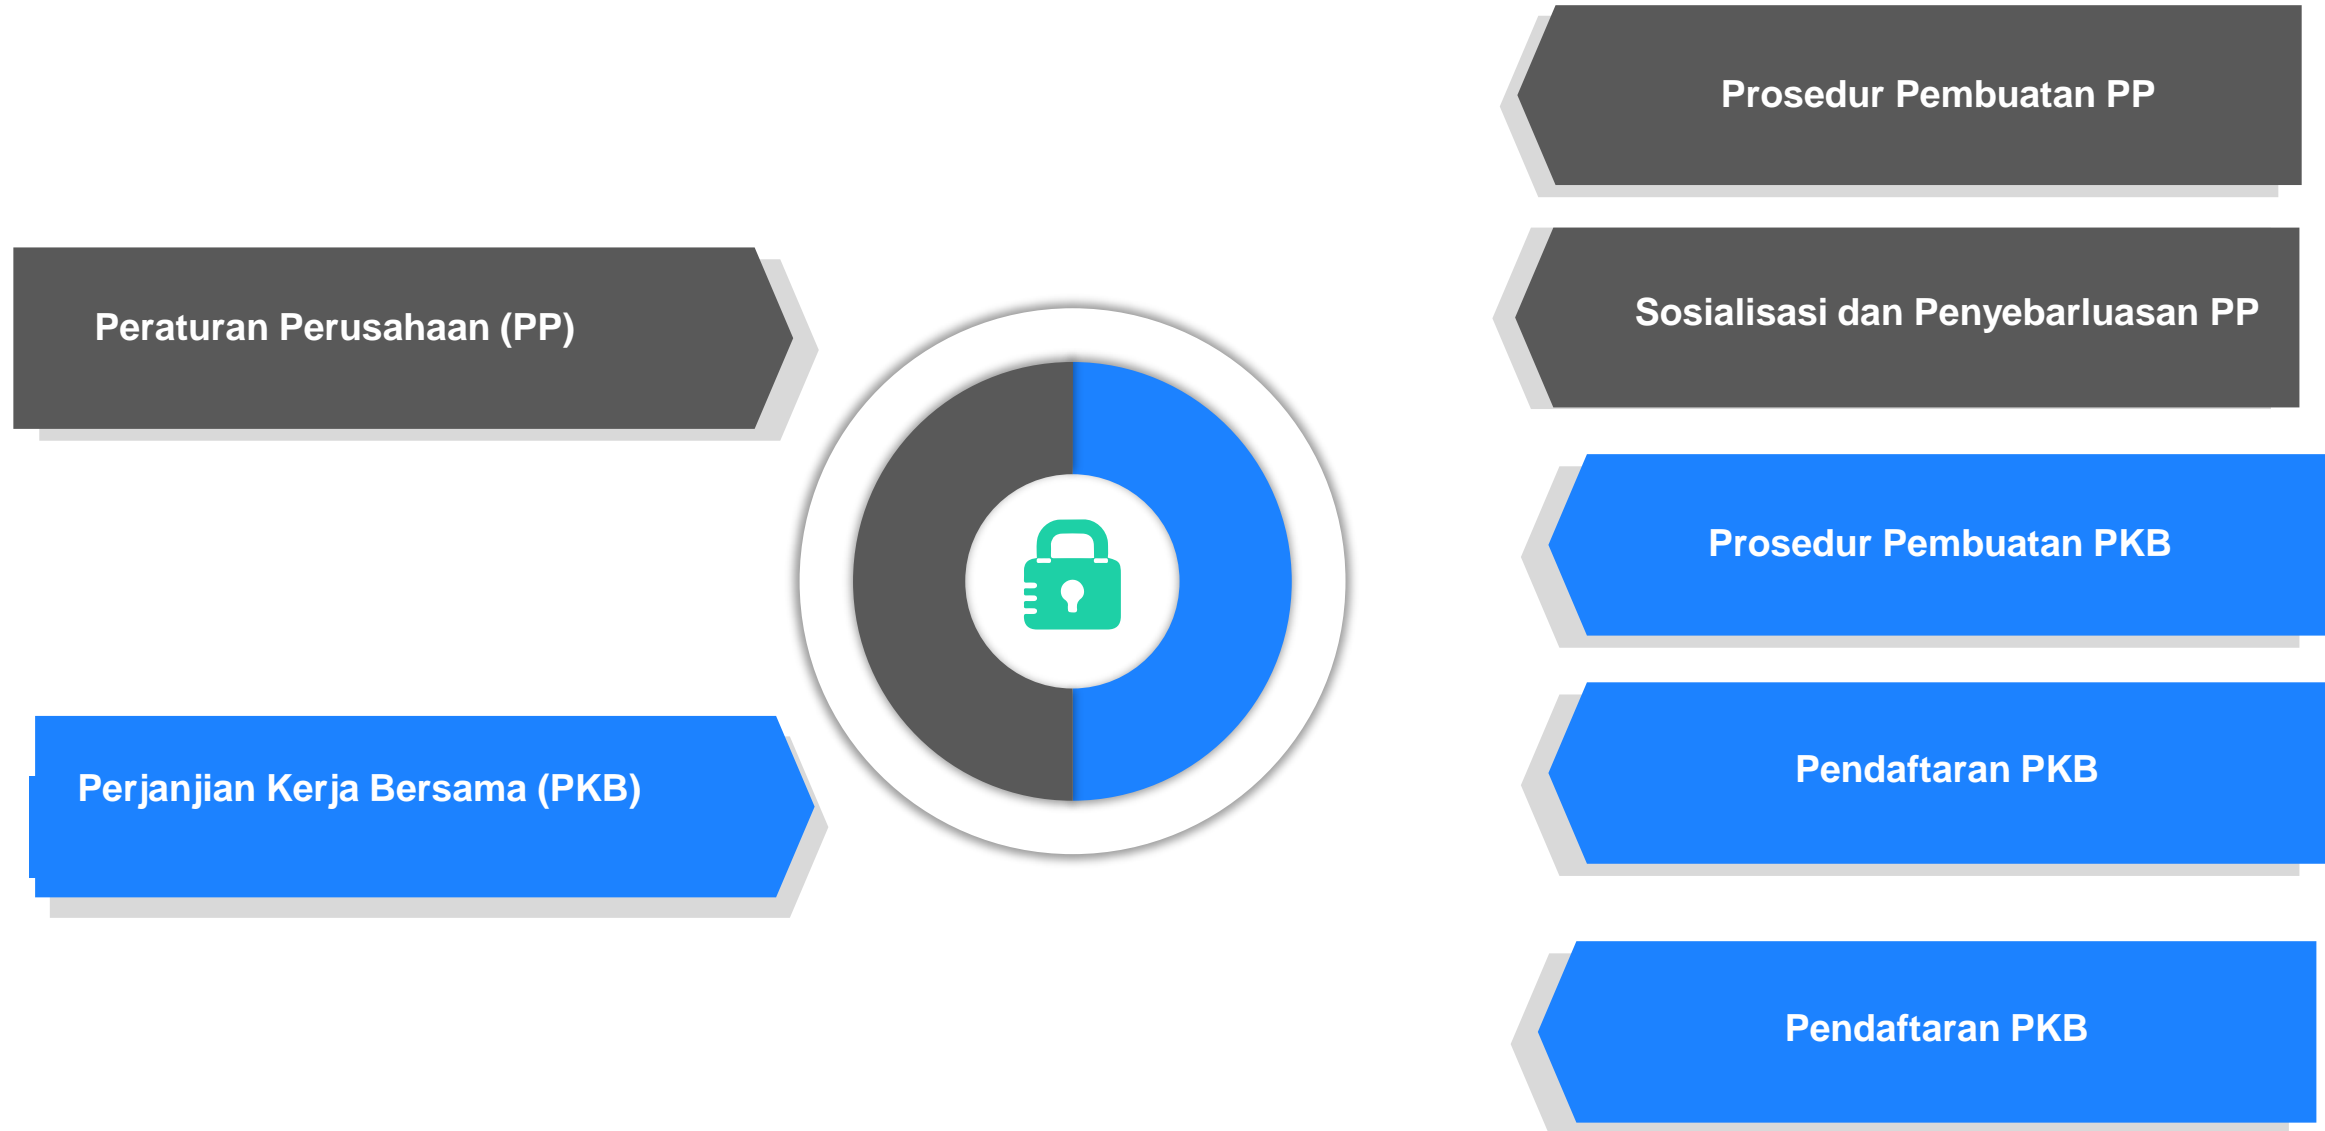 Peraturan Perusahaan (PP)
Perjanjian Kerja Bersama (PKB)
Prosedur Pembuatan PP
Sosialisasi dan Penyebarluasan PP
Prosedur Pembuatan PKB
Pendaftaran PKB
Pendaftaran PKB